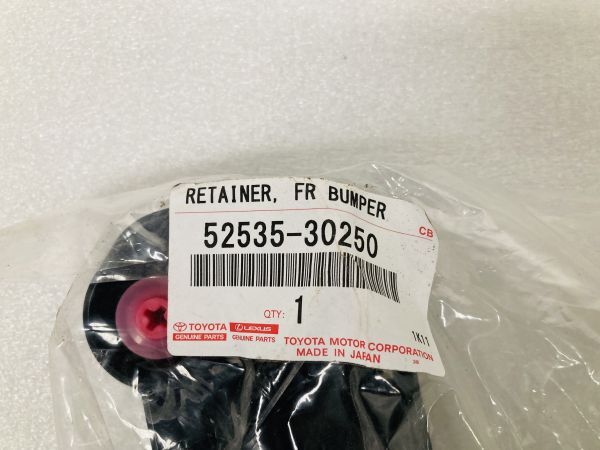 RETAINER, FR BUMPER
CB
52535-30250
QTY: 1
1K11
TOYOTA GENUINE PARTS
LEXUS GENUINE PARTS
TOYOTA MOTOR CORPORATION
MADE IN JAPAN